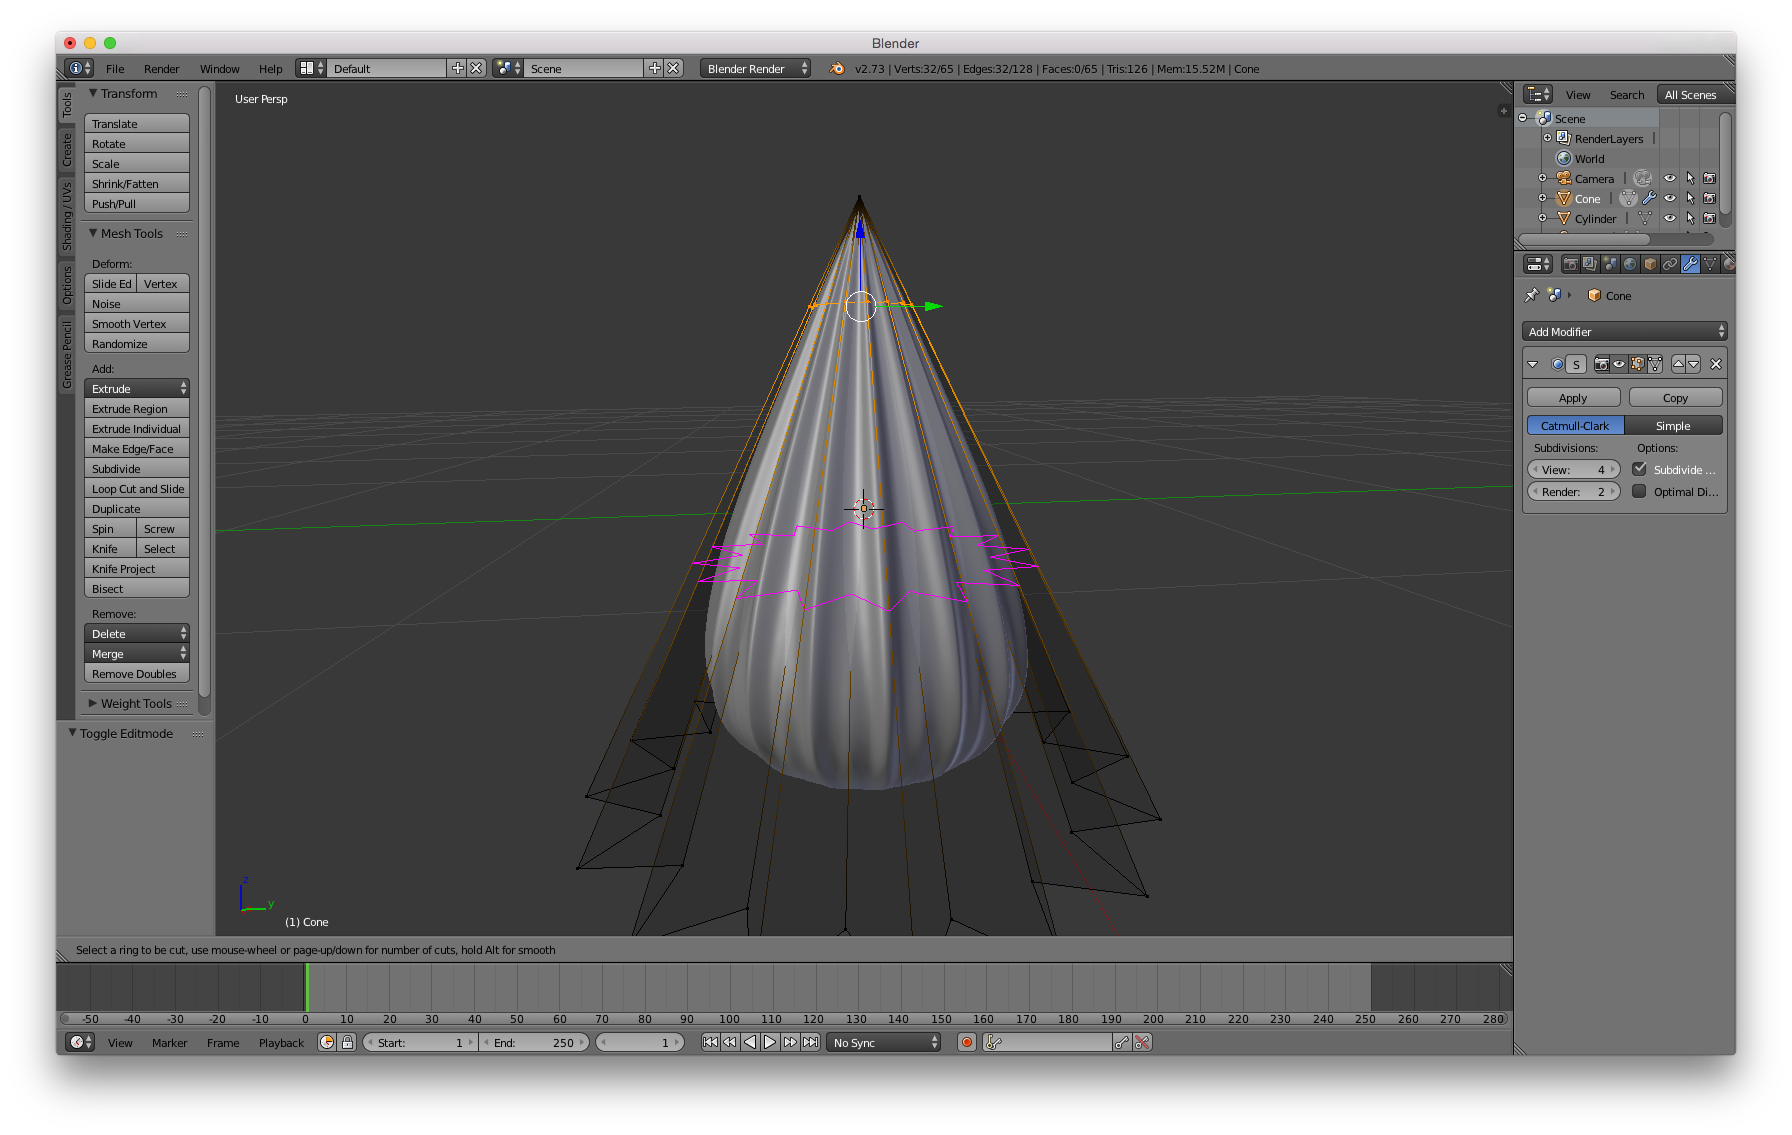 Blender
File Render Window Help Default Scene Blender Render v2.73 | Verts:32/65 | Edges:32/128 | Faces:0/65 | Tris:126 | Mem:15.52M | Cone
Tools
Create
Shading / UVs
Options
Grease Pencil
Transform
Translate
Rotate
Scale
Shrink/Fatten
Push/Pull
Mesh Tools
Deform:
Slide Ed Vertex
Noise
Smooth Vertex
Randomize
Add:
Extrude
Extrude Region
Extrude Individual
Make Edge/Face
Subdivide
Loop Cut and Slide
Duplicate
Spin Screw
Knife Select
Knife Project
Bisect
Remove:
Delete
Merge
Remove Doubles
Weight Tools
Toggle Editmode
User Persp
z
y
(1) Cone
View Search All Scenes
Scene
RenderLayers
World
Camera
Cone
Cylinder
Cone
Add Modifier
S
Apply Copy
Catmull-Clark Simple
Subdivisions: Options:
View: 4 Subdivide ...
Render: 2 Optimal Di...
Select a ring to be cut, use mouse-wheel or page-up/down for number of cuts, hold Alt for smooth
-50 -40 -30 -20 -10 0 10 20 30 40 50 60 70 80 90 100 110 120 130 140 150 160 170 180 190 200 210 220 230 240 250 260 270 280
View Marker Frame Playback Start: 1 End: 250 1 No Sync